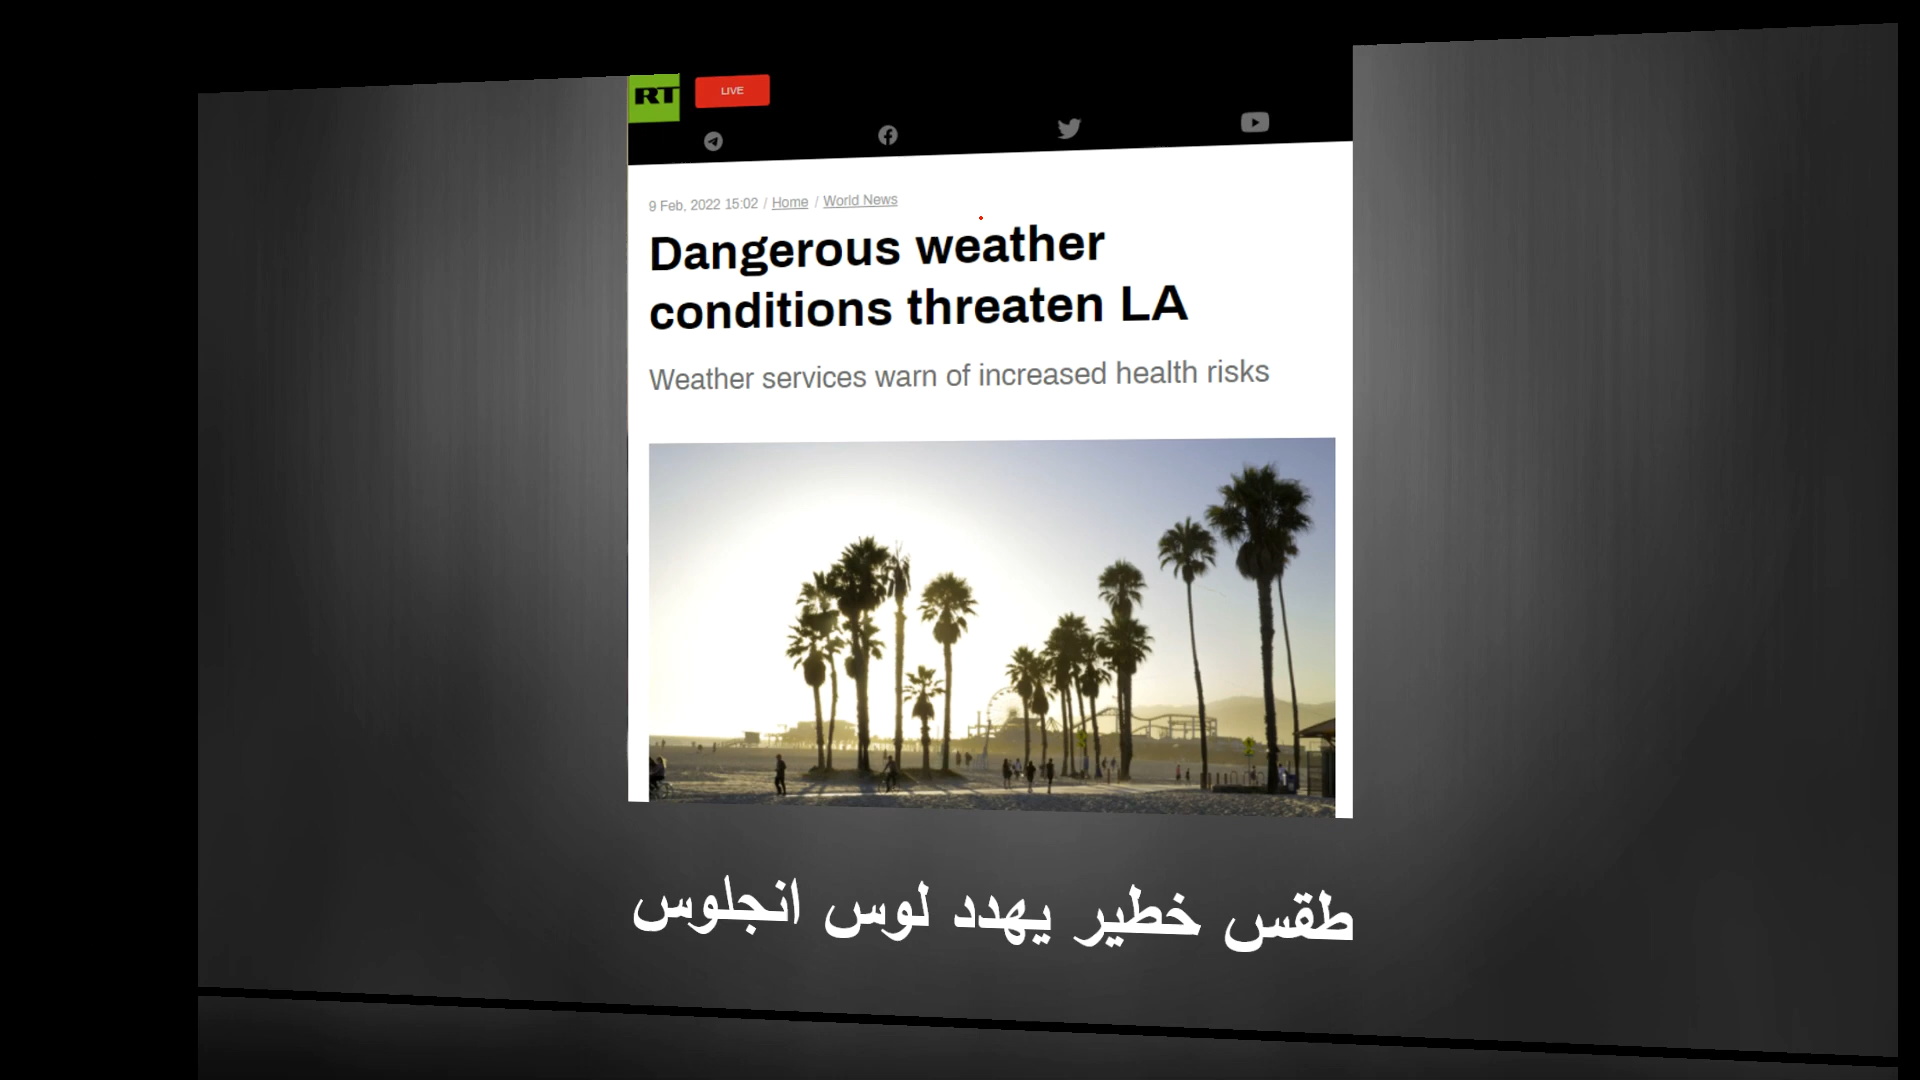 RT
LIVE
9 Feb, 2022 15:02 / Home / World News
Dangerous weather
conditions threaten LA
Weather services warn of increased health risks
طقس خطير يهدد لوس انجلوس